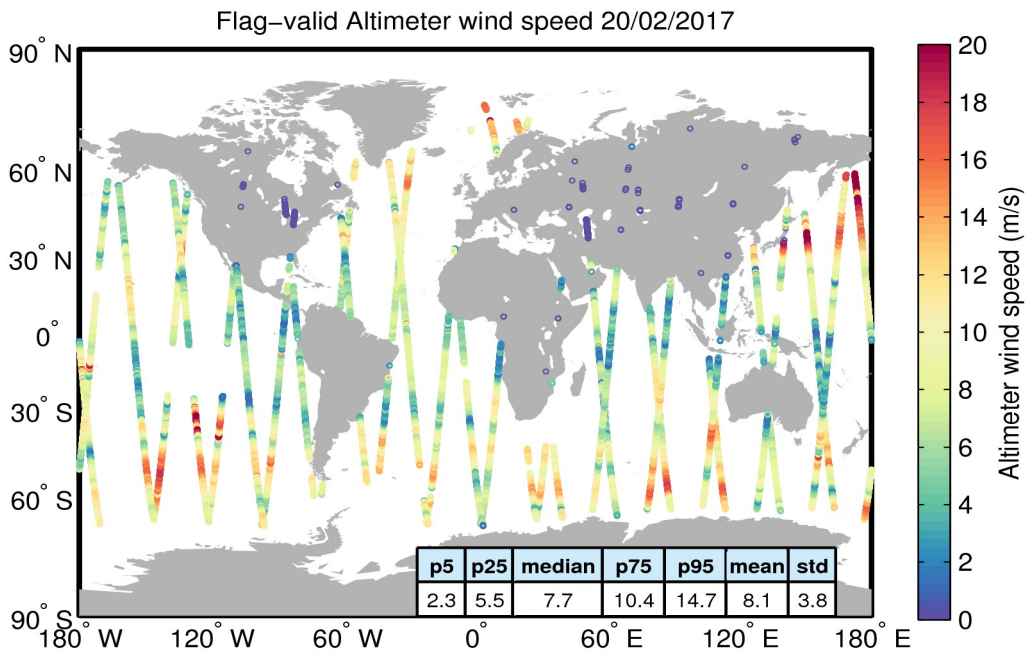 Flag−valid Altimeter wind speed 20/02/2017
90° N
60° N
30° N
0°
30° S
60° S
90° S
180° W
120° W
60° W
0°
60° E
120° E
180° E
p5 p25 median p75 p95 mean std
2.3 5.5 7.7 10.4 14.7 8.1 3.8
20
18
16
14
12
10
8
6
4
2
0
Altimeter wind speed (m/s)